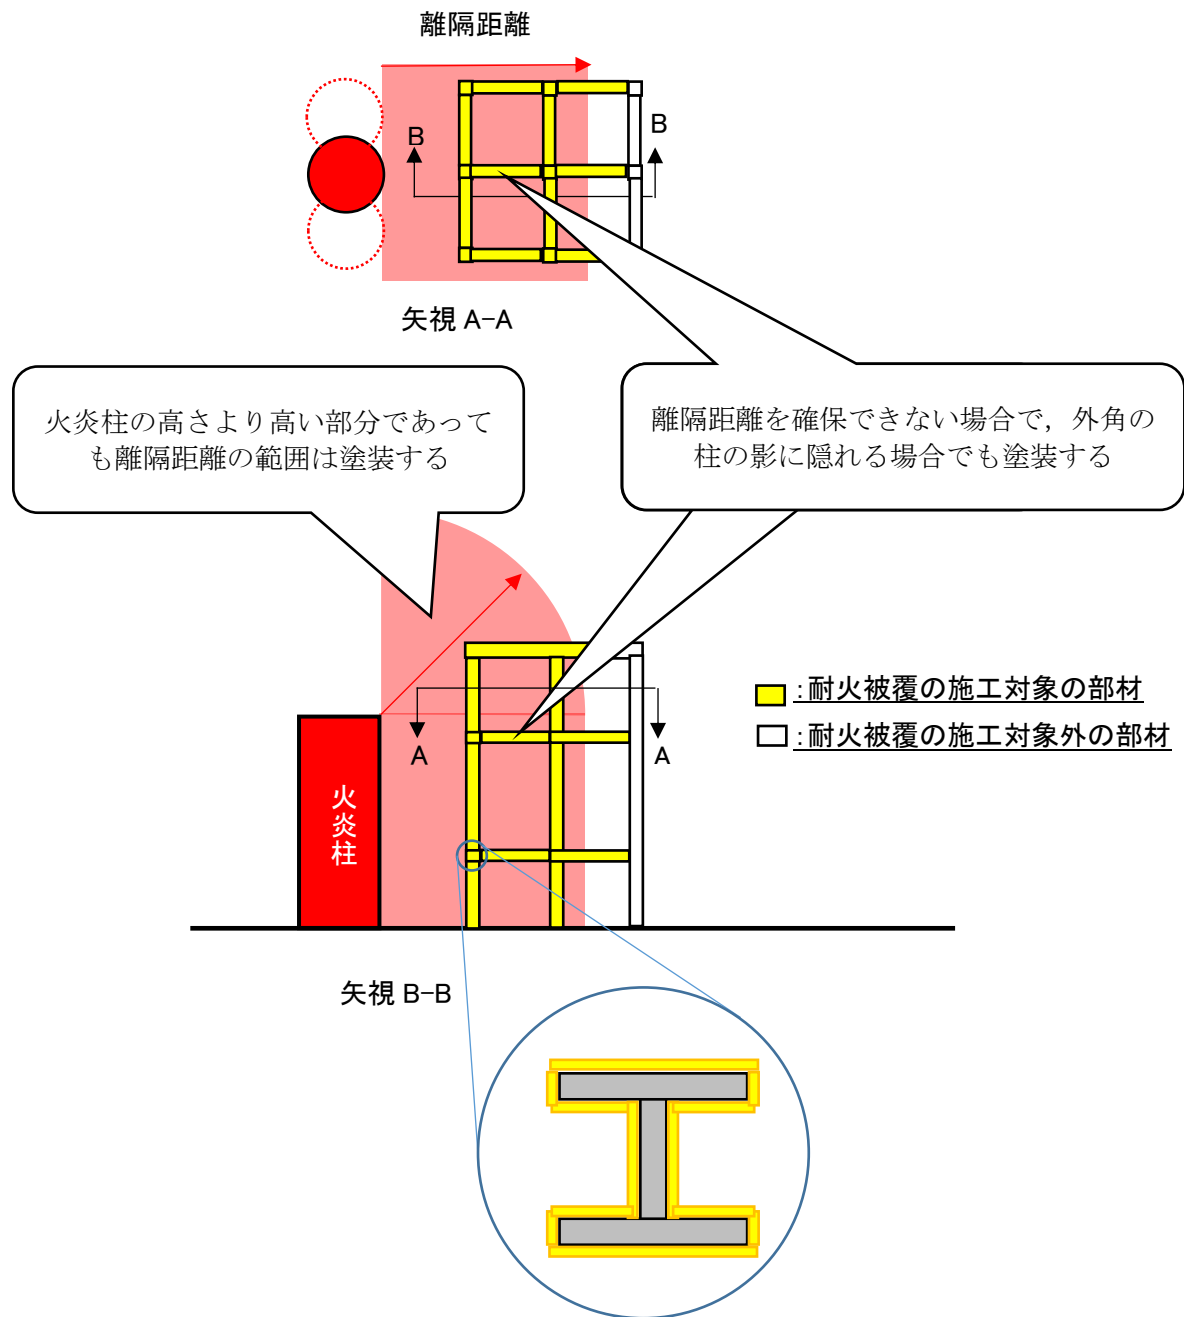 離隔距離
B
B
矢視 A-A
火炎柱の高さより高い部分であって
も離隔距離の範囲は塗装する
離隔距離を確保できない場合で，外角の
柱の影に隠れる場合でも塗装する
：耐火被覆の施工対象の部材
：耐火被覆の施工対象外の部材
A
A
火炎柱
矢視 B-B